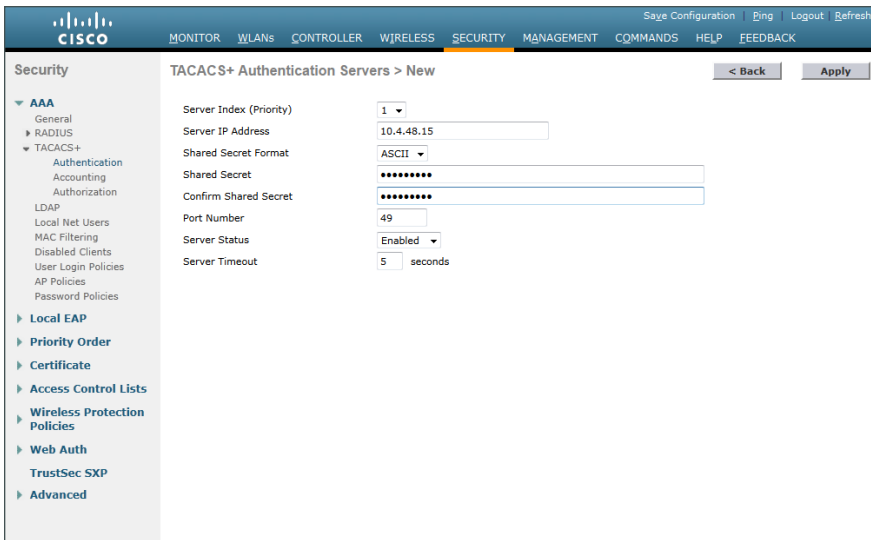 Save Configuration | Ping | Logout | Refresh
CISCO
MONITOR WLANs CONTROLLER WIRELESS SECURITY MANAGEMENT COMMANDS HELP FEEDBACK
Security
AAA
General
RADIUS
TACACS+
Authentication
Accounting
Authorization
LDAP
Local Net Users
MAC Filtering
Disabled Clients
User Login Policies
AP Policies
Password Policies
Local EAP
Priority Order
Certificate
Access Control Lists
Wireless Protection
Policies
Web Auth
TrustSec SXP
Advanced
TACACS+ Authentication Servers > New
< Back Apply
Server Index (Priority) 1
Server IP Address 10.4.48.15
Shared Secret Format ASCII
Shared Secret •••••••••
Confirm Shared Secret •••••••••
Port Number 49
Server Status Enabled
Server Timeout 5 seconds